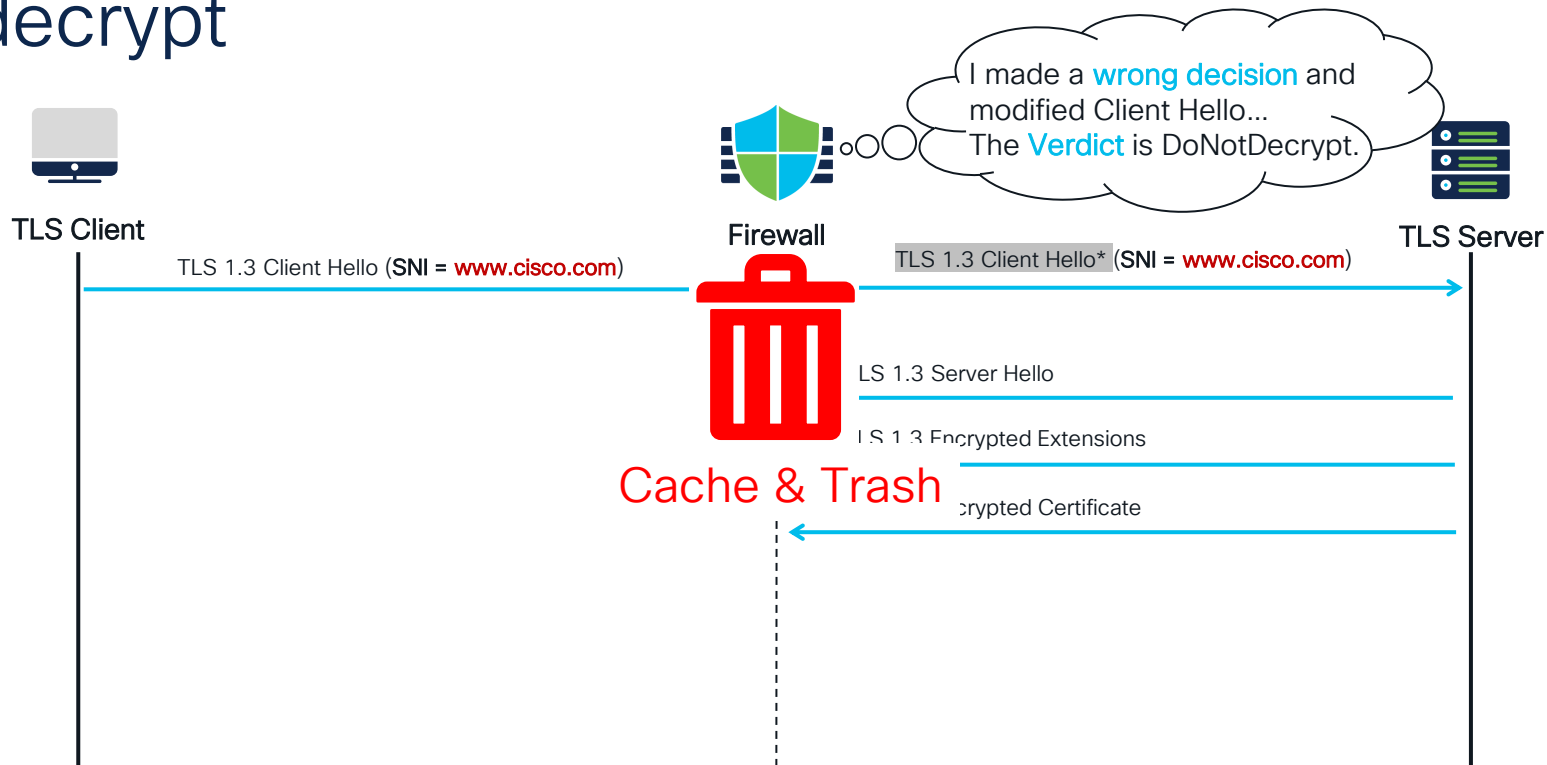 decrypt
I made a wrong decision and
modified Client Hello...
The Verdict is DoNotDecrypt.
TLS Client
Firewall
TLS Server
TLS 1.3 Client Hello (SNI = www.cisco.com)
TLS 1.3 Client Hello* (SNI = www.cisco.com)
LS 1.3 Server Hello
LS 1.3 Encrypted Extensions
Cache & Trash
crypted Certificate